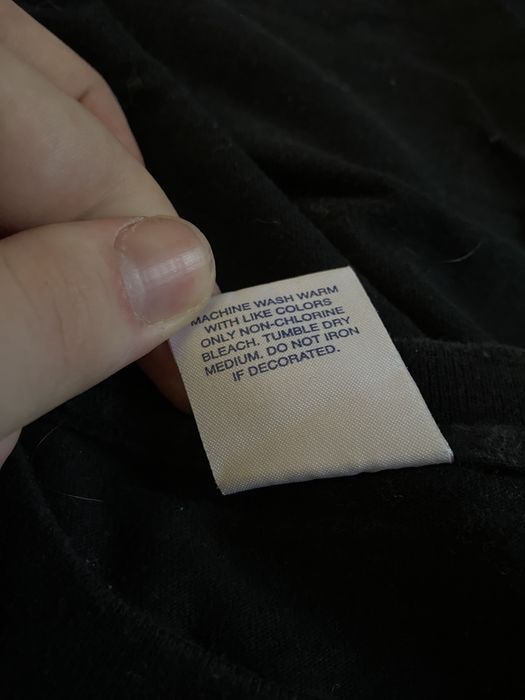 MACHINE WASH WARM
WITH LIKE COLORS
ONLY NON-CHLORINE
BLEACH. TUMBLE DRY
MEDIUM. DO NOT IRON
IF DECORATED.